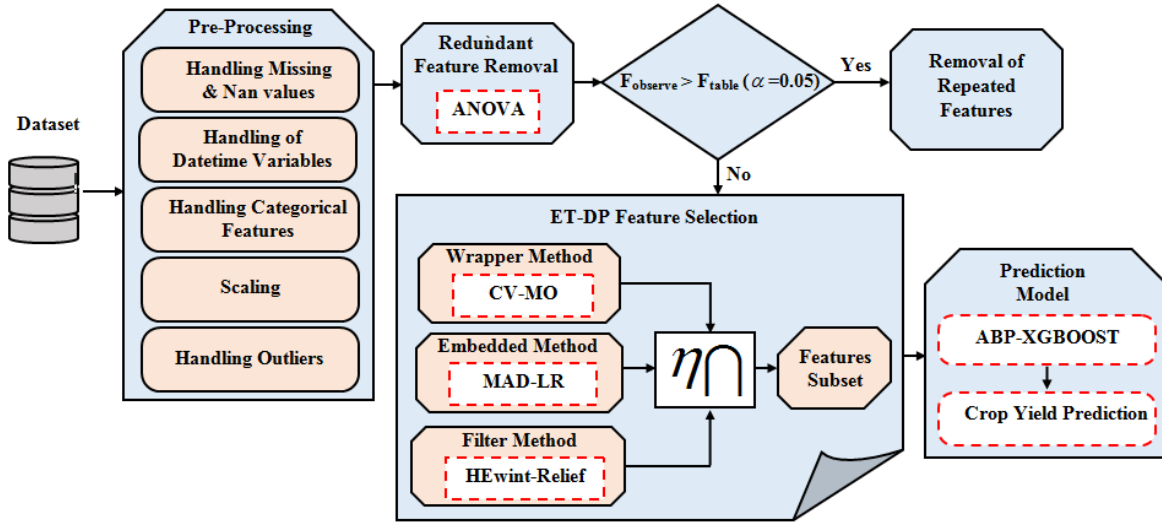 Dataset
Pre-Processing
Handling Missing
& Nan values
Handling of
Datetime Variables
Handling Categorical
Features
Scaling
Handling Outliers
Redundant
Feature Removal
ANOVA
F_observe > F_table (α =0.05)
Yes
Removal of
Repeated
Features
No
ET-DP Feature Selection
Wrapper Method
CV-MO
Embedded Method
MAD-LR
Filter Method
HEwint-Relief
η⋂
Features
Subset
Prediction
Model
ABP-XGBOOST
Crop Yield Prediction